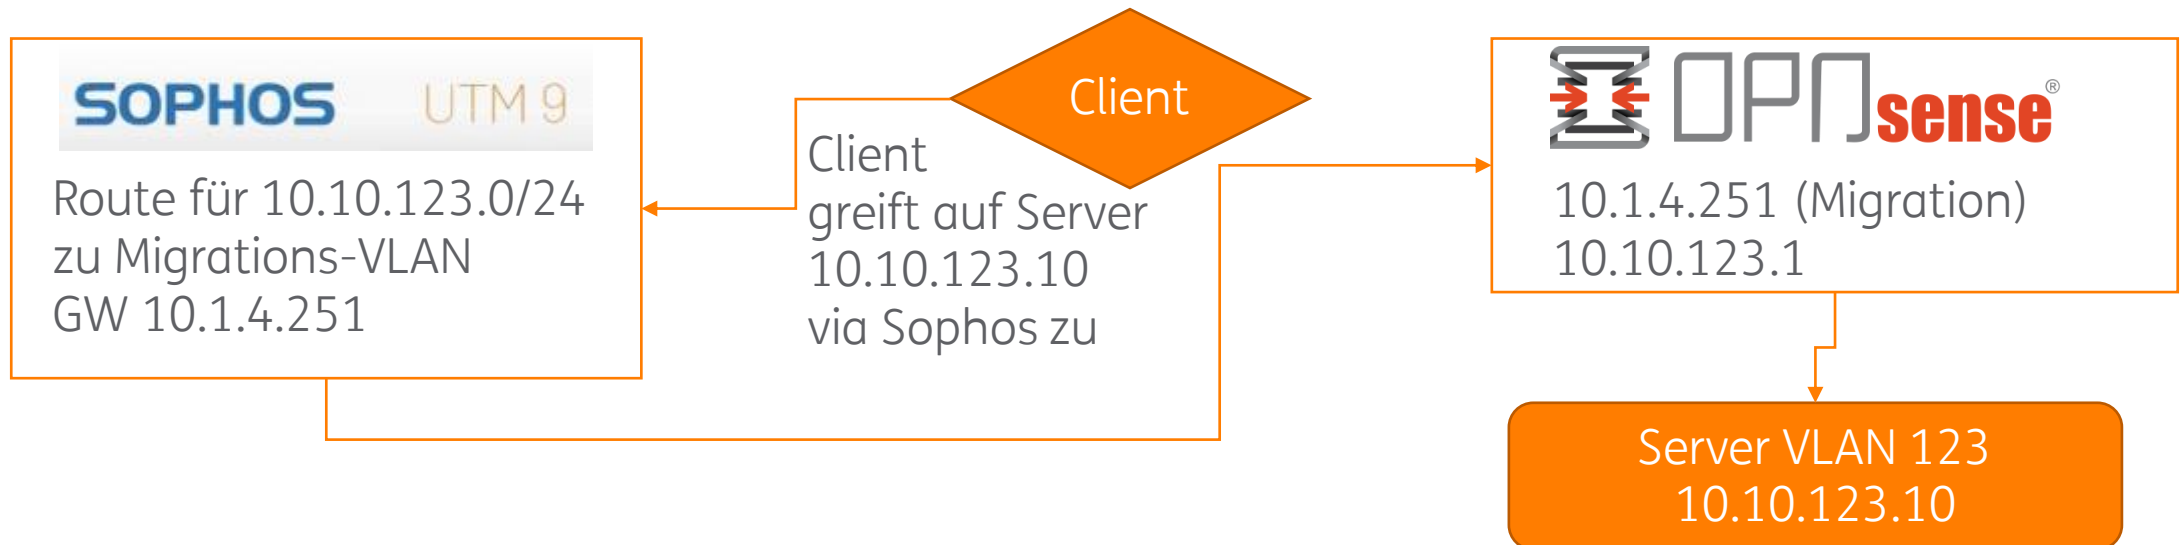 SOPHOS UTM 9
Route für 10.10.123.0/24
zu Migrations-VLAN
GW 10.1.4.251
Client
Client
greift auf Server
10.10.123.10
via Sophos zu
OPNsense®
10.1.4.251 (Migration)
10.10.123.1
Server VLAN 123
10.10.123.10